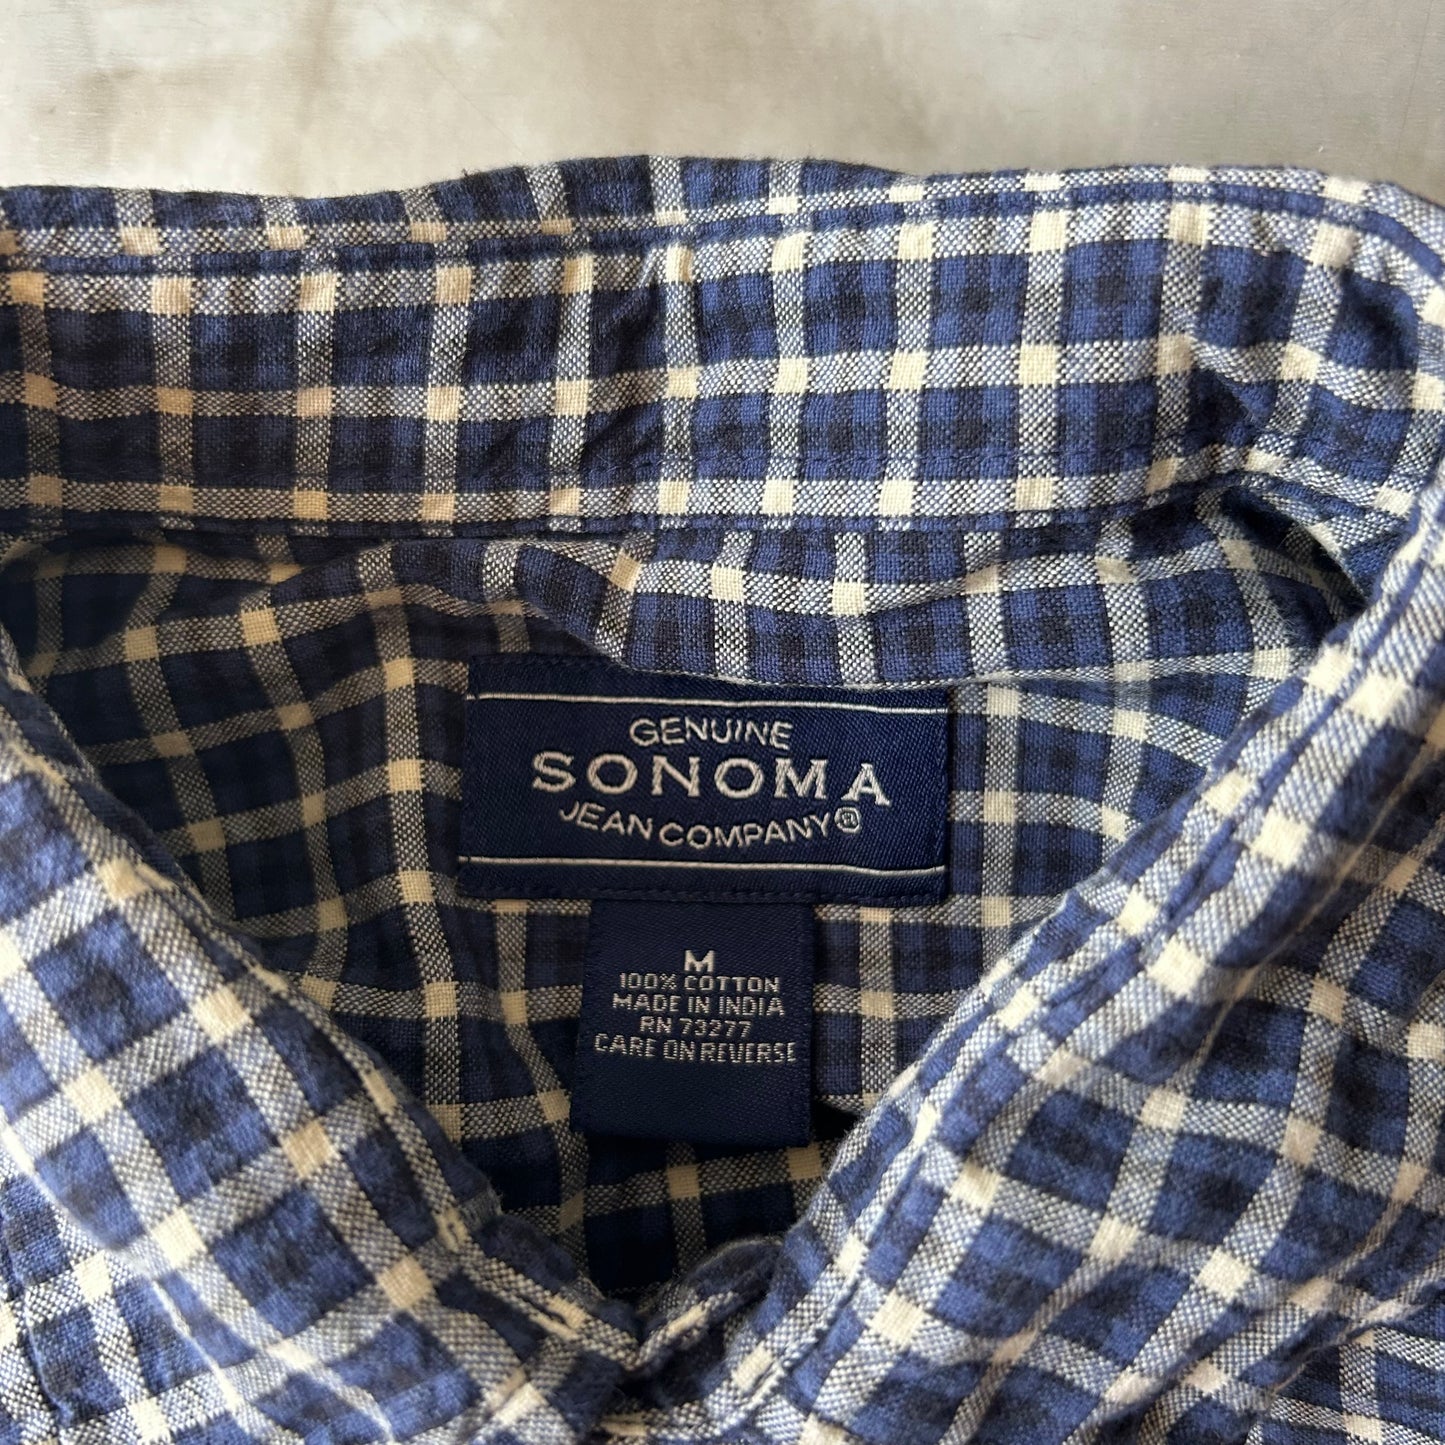 GENUINE
SONOMA
JEAN COMPANY®
M
100% COTTON
MADE IN INDIA
RN 73277
CARE ON REVERSE